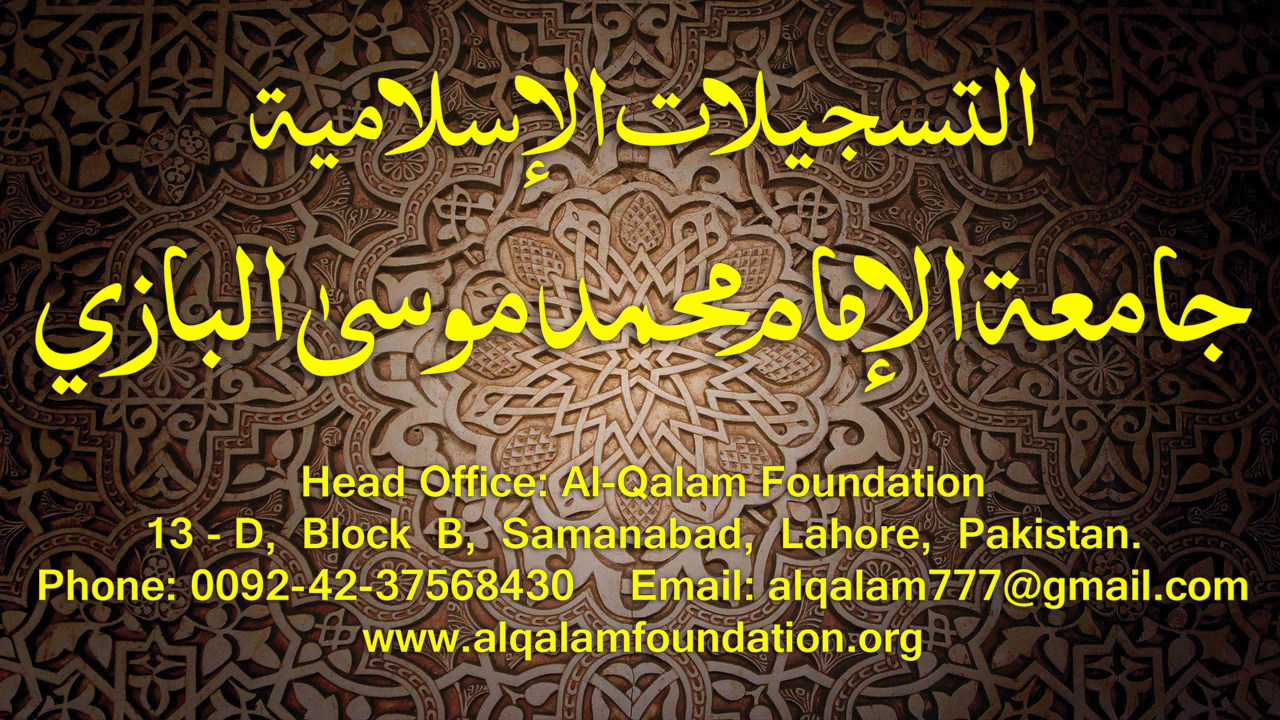 التسجيلات الإسلامية
جامعة الإمام محمد موسى البازي
Head Office: Al-Qalam Foundation
13 - D, Block B, Samanabad, Lahore, Pakistan.
Phone: 0092-42-37568430 Email: alqalam777@gmail.com
www.alqalamfoundation.org